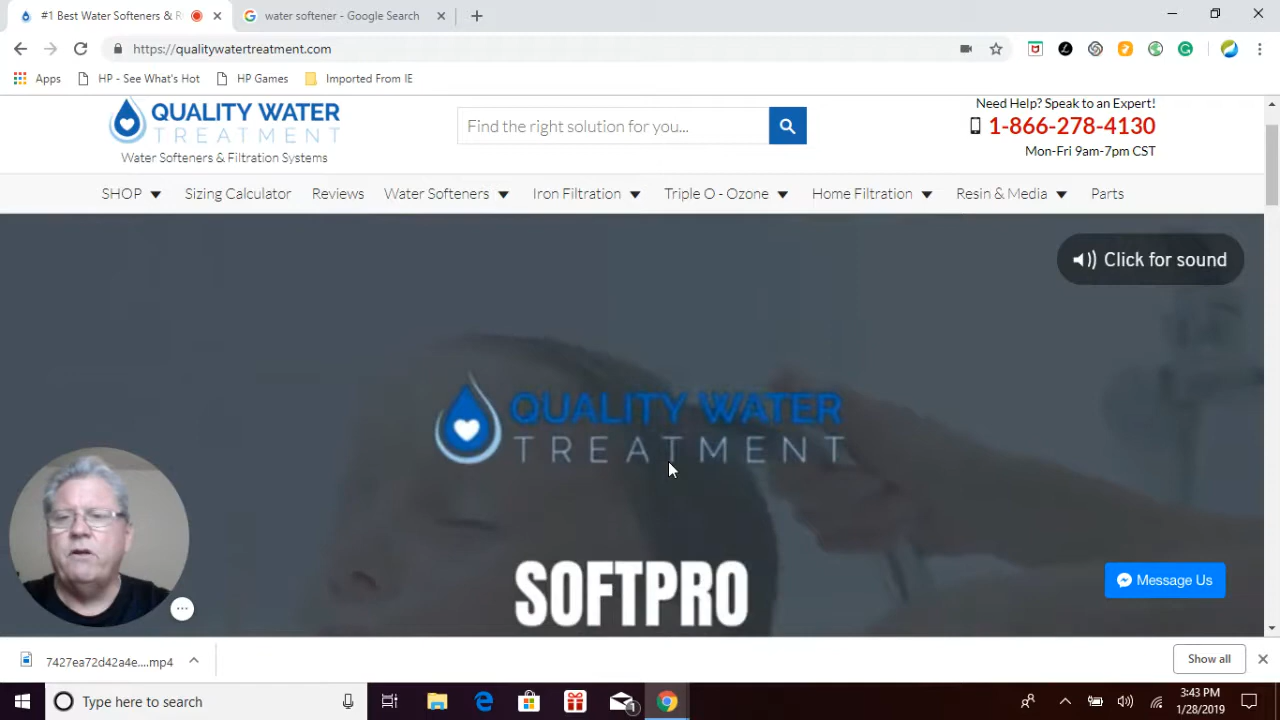 #1 Best Water Softeners & R
water softener - Google Search
https://qualitywatertreatment.com
Apps
HP - See What's Hot
HP Games
Imported From IE
QUALITY WATER
TREATMENT
Water Softeners & Filtration Systems
Find the right solution for you...
Need Help? Speak to an Expert!
1-866-278-4130
Mon-Fri 9am-7pm CST
SHOP
Sizing Calculator
Reviews
Water Softeners
Iron Filtration
Triple O - Ozone
Home Filtration
Resin & Media
Parts
Click for sound
QUALITY WATER
TREATMENT
SOFTPRO
Message Us
7427ea72d42a4e....mp4
Show all
Type here to search
1
3:43 PM
1/28/2019